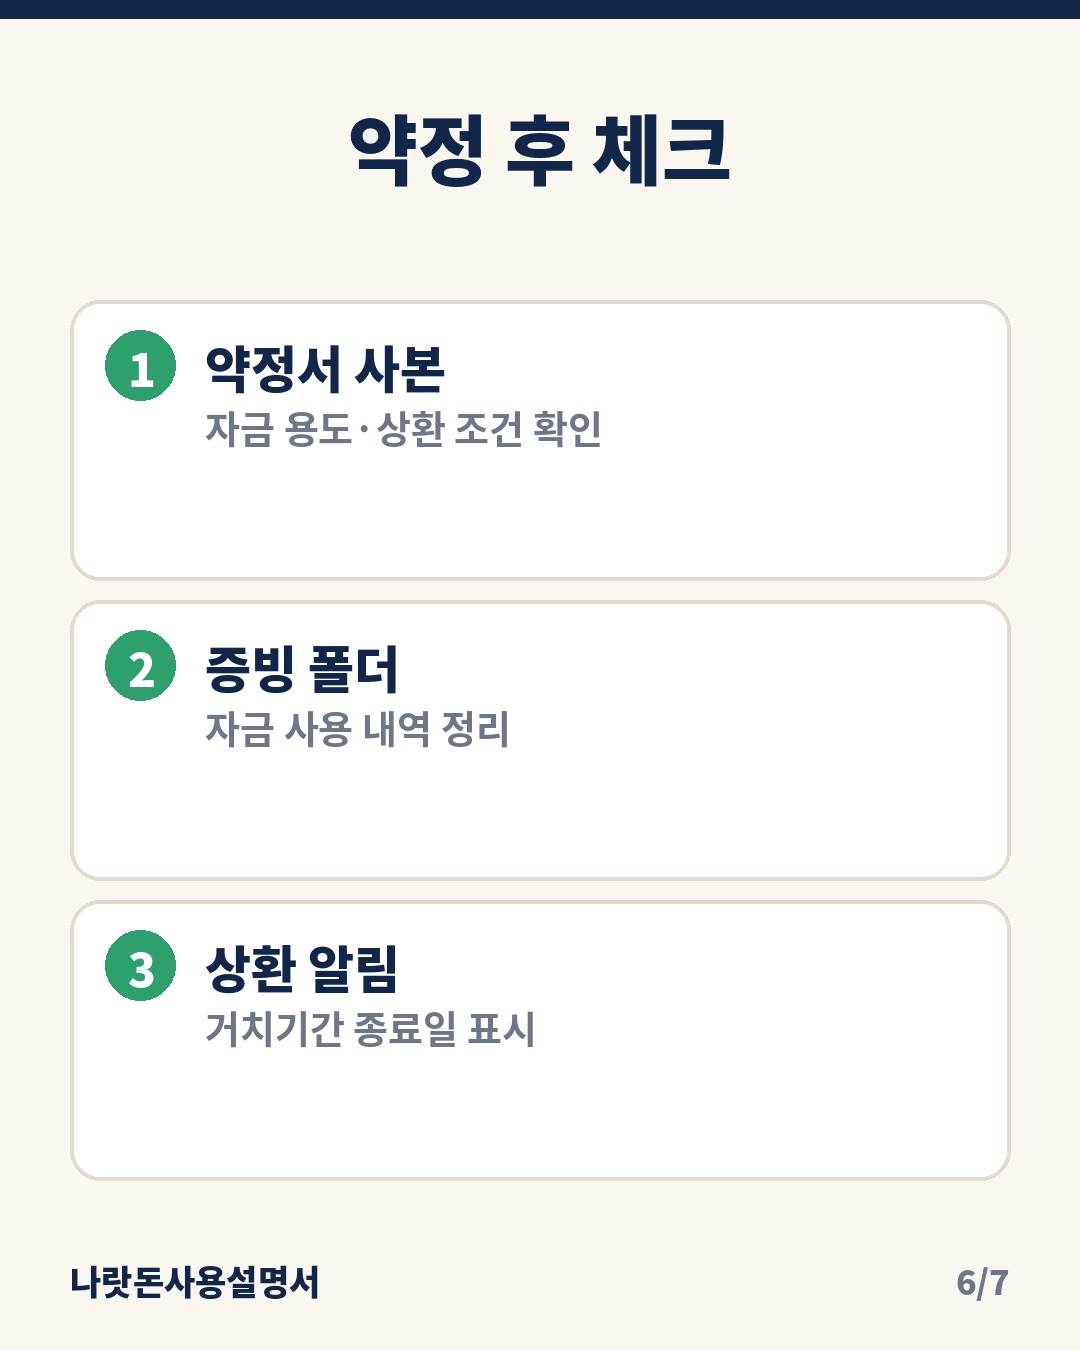 약정 후 체크
1 약정서 사본
자금 용도·상환 조건 확인
2 증빙 폴더
자금 사용 내역 정리
3 상환 알림
거치기간 종료일 표시
나랏돈사용설명서 6/7